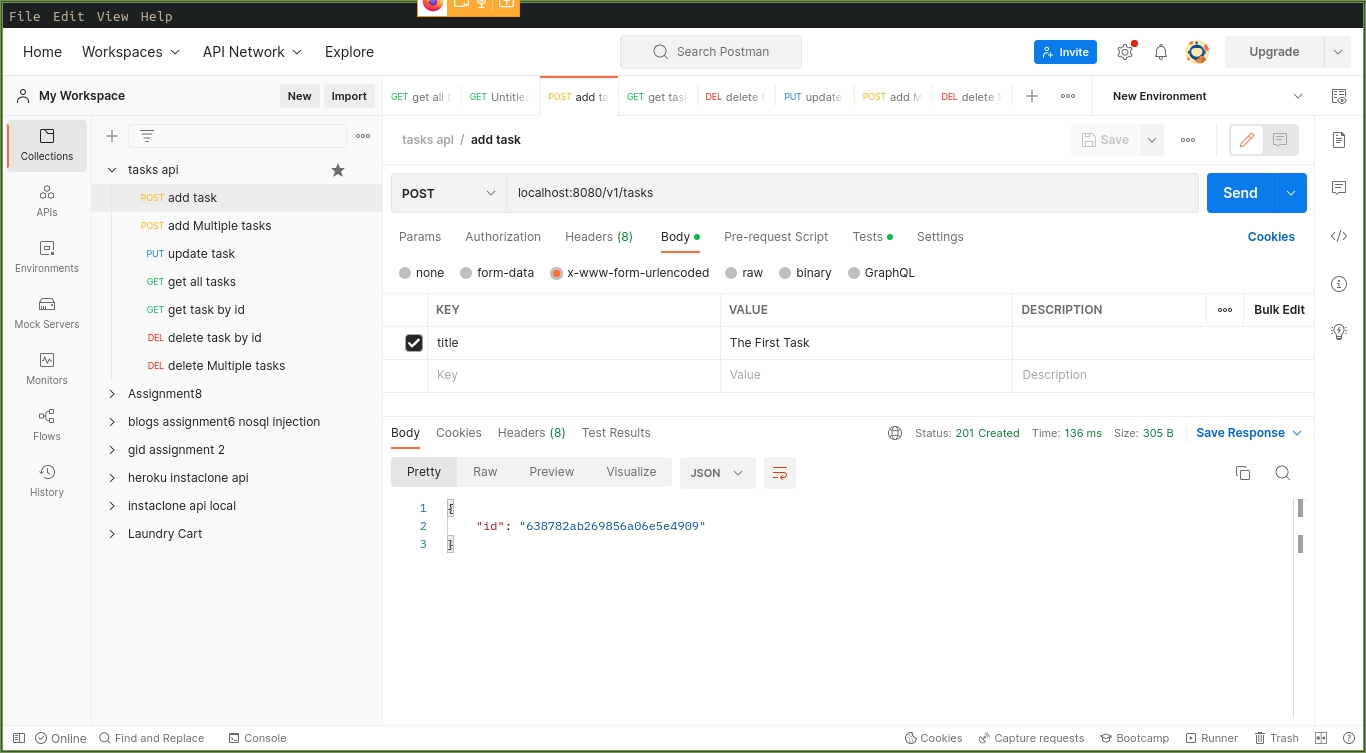 File Edit View Help
Home Workspaces API Network Explore Search Postman Invite Upgrade
My Workspace New Import GET get all t GET Untitled POST add ta GET get task DEL delete t PUT update POST add M DEL delete New Environment
tasks api / add task Save
Collections
APIs
Environments
Mock Servers
Monitors
Flows
History
tasks api
POST add task
POST add Multiple tasks
PUT update task
GET get all tasks
GET get task by id
DEL delete task by id
DEL delete Multiple tasks
Assignment8
blogs assignment6 nosql injection
gid assignment 2
heroku instaclone api
instaclone api local
Laundry Cart
POST localhost:8080/v1/tasks Send
Params Authorization Headers (8) Body Pre-request Script Tests Settings Cookies
none form-data x-www-form-urlencoded raw binary GraphQL
KEY VALUE DESCRIPTION Bulk Edit
title The First Task
Key Value Description
Body Cookies Headers (8) Test Results Status: 201 Created Time: 136 ms Size: 305 B Save Response
Pretty Raw Preview Visualize JSON
1 {
2 "id": "638782ab269856a06e5e4909"
3 }
Online Find and Replace Console Cookies Capture requests Bootcamp Runner Trash